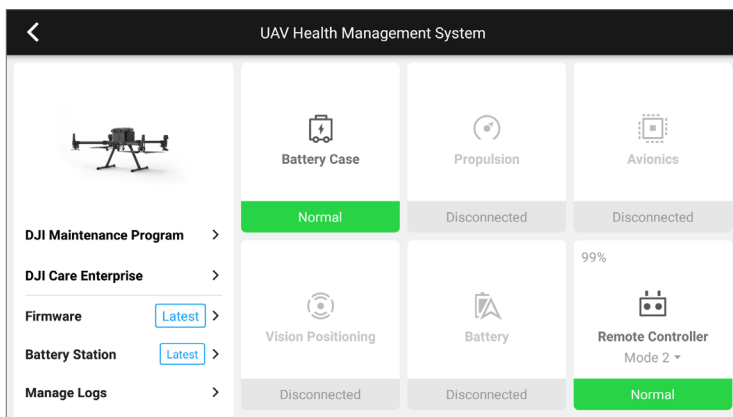 UAV Health Management System
DJI Maintenance Program
DJI Care Enterprise
Firmware Latest
Battery Station Latest
Manage Logs
Battery Case
Normal
Propulsion
Disconnected
Avionics
Disconnected
Vision Positioning
Disconnected
Battery
Disconnected
99%
Remote Controller
Mode 2
Normal